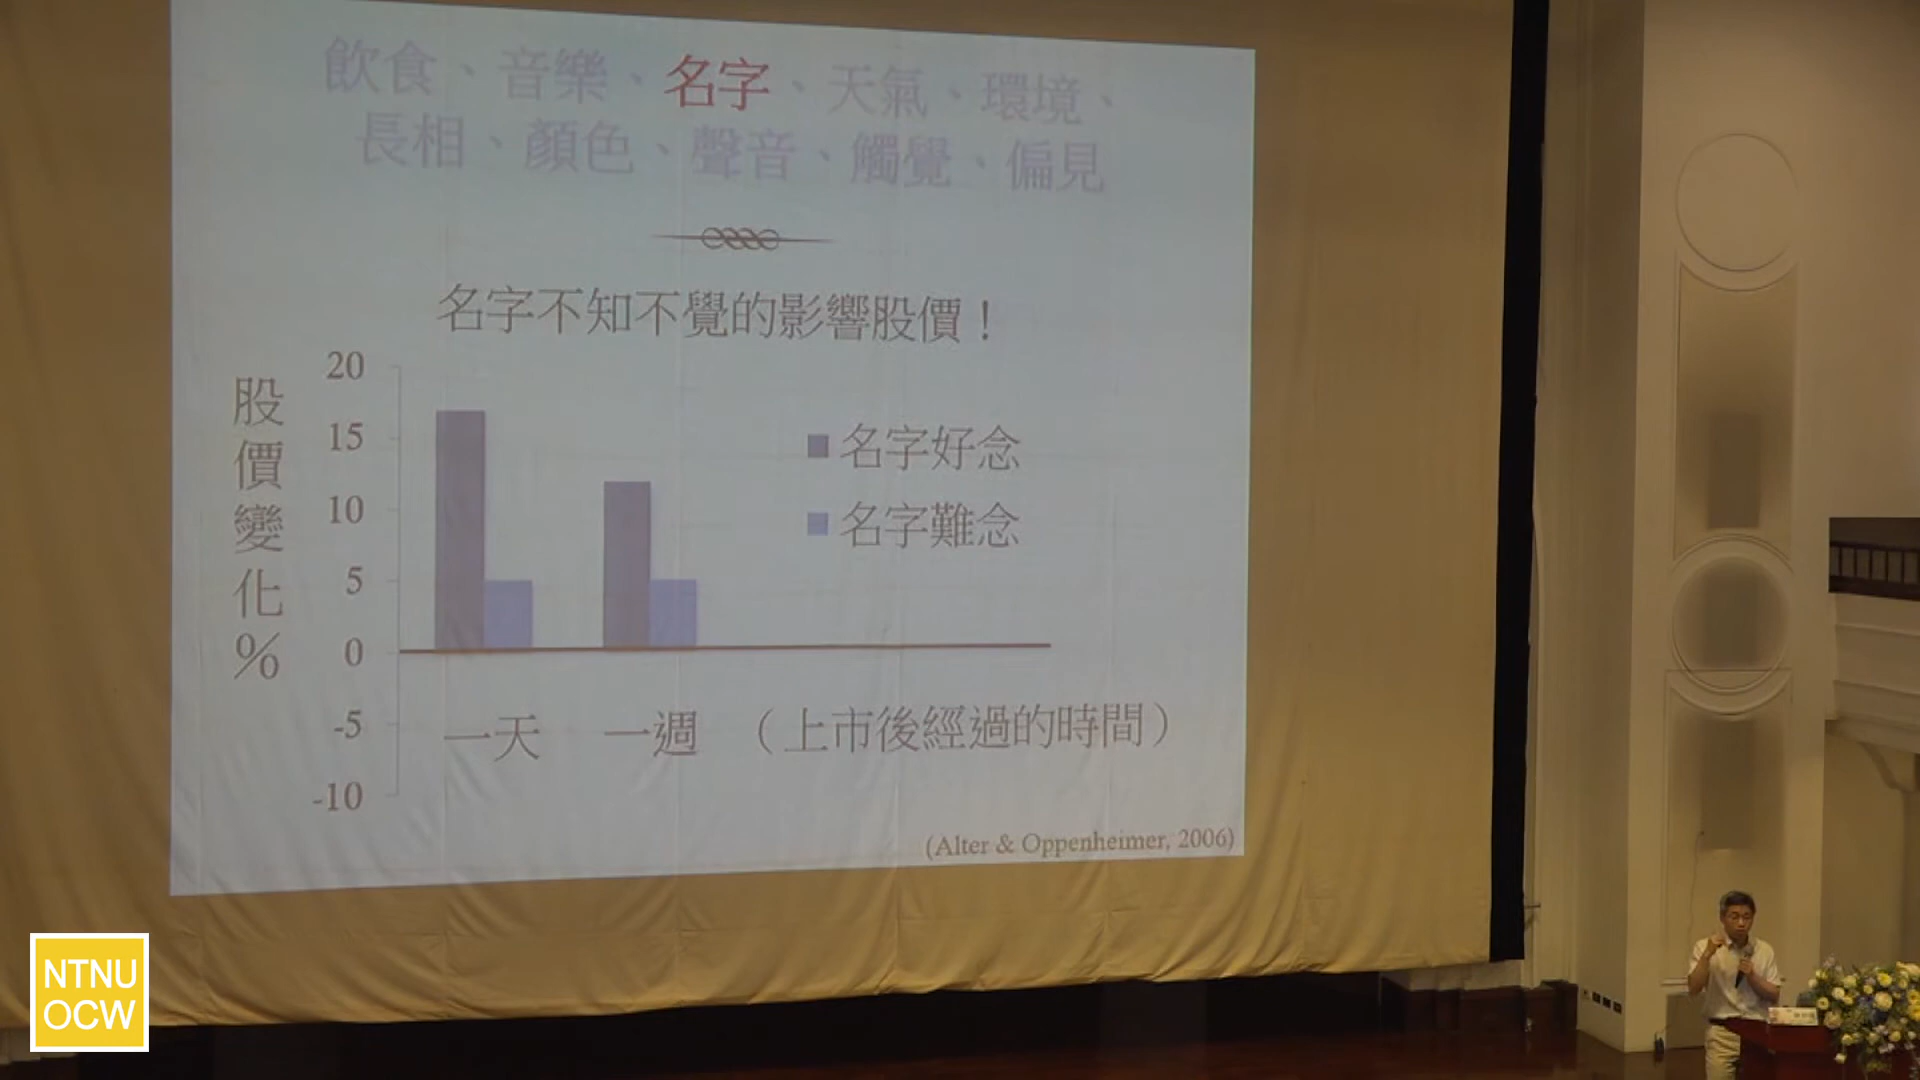 飲食、音樂、名字、天氣、環境、
長相、顏色、聲音、觸覺、偏見
名字不知不覺的影響股價！
股價變化%
20
15
10
5
0
-5
-10
名字好念
名字難念
一天 一週 （上市後經過的時間）
(Alter & Oppenheimer, 2006)
NTNU
OCW